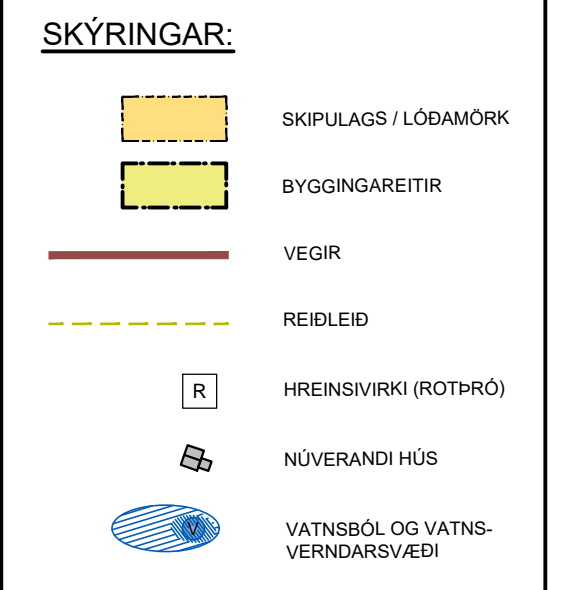 SKÝRINGAR:
SKIPULAGS / LÓÐAMÖRK
BYGGINGAREITIR
VEGIR
REIÐLEIÐ
R
HREINSIVIRKI (ROTÞRÓ)
NÚVERANDI HÚS
V
VATNSBÓL OG VATNS-
VERNDARSVÆÐI